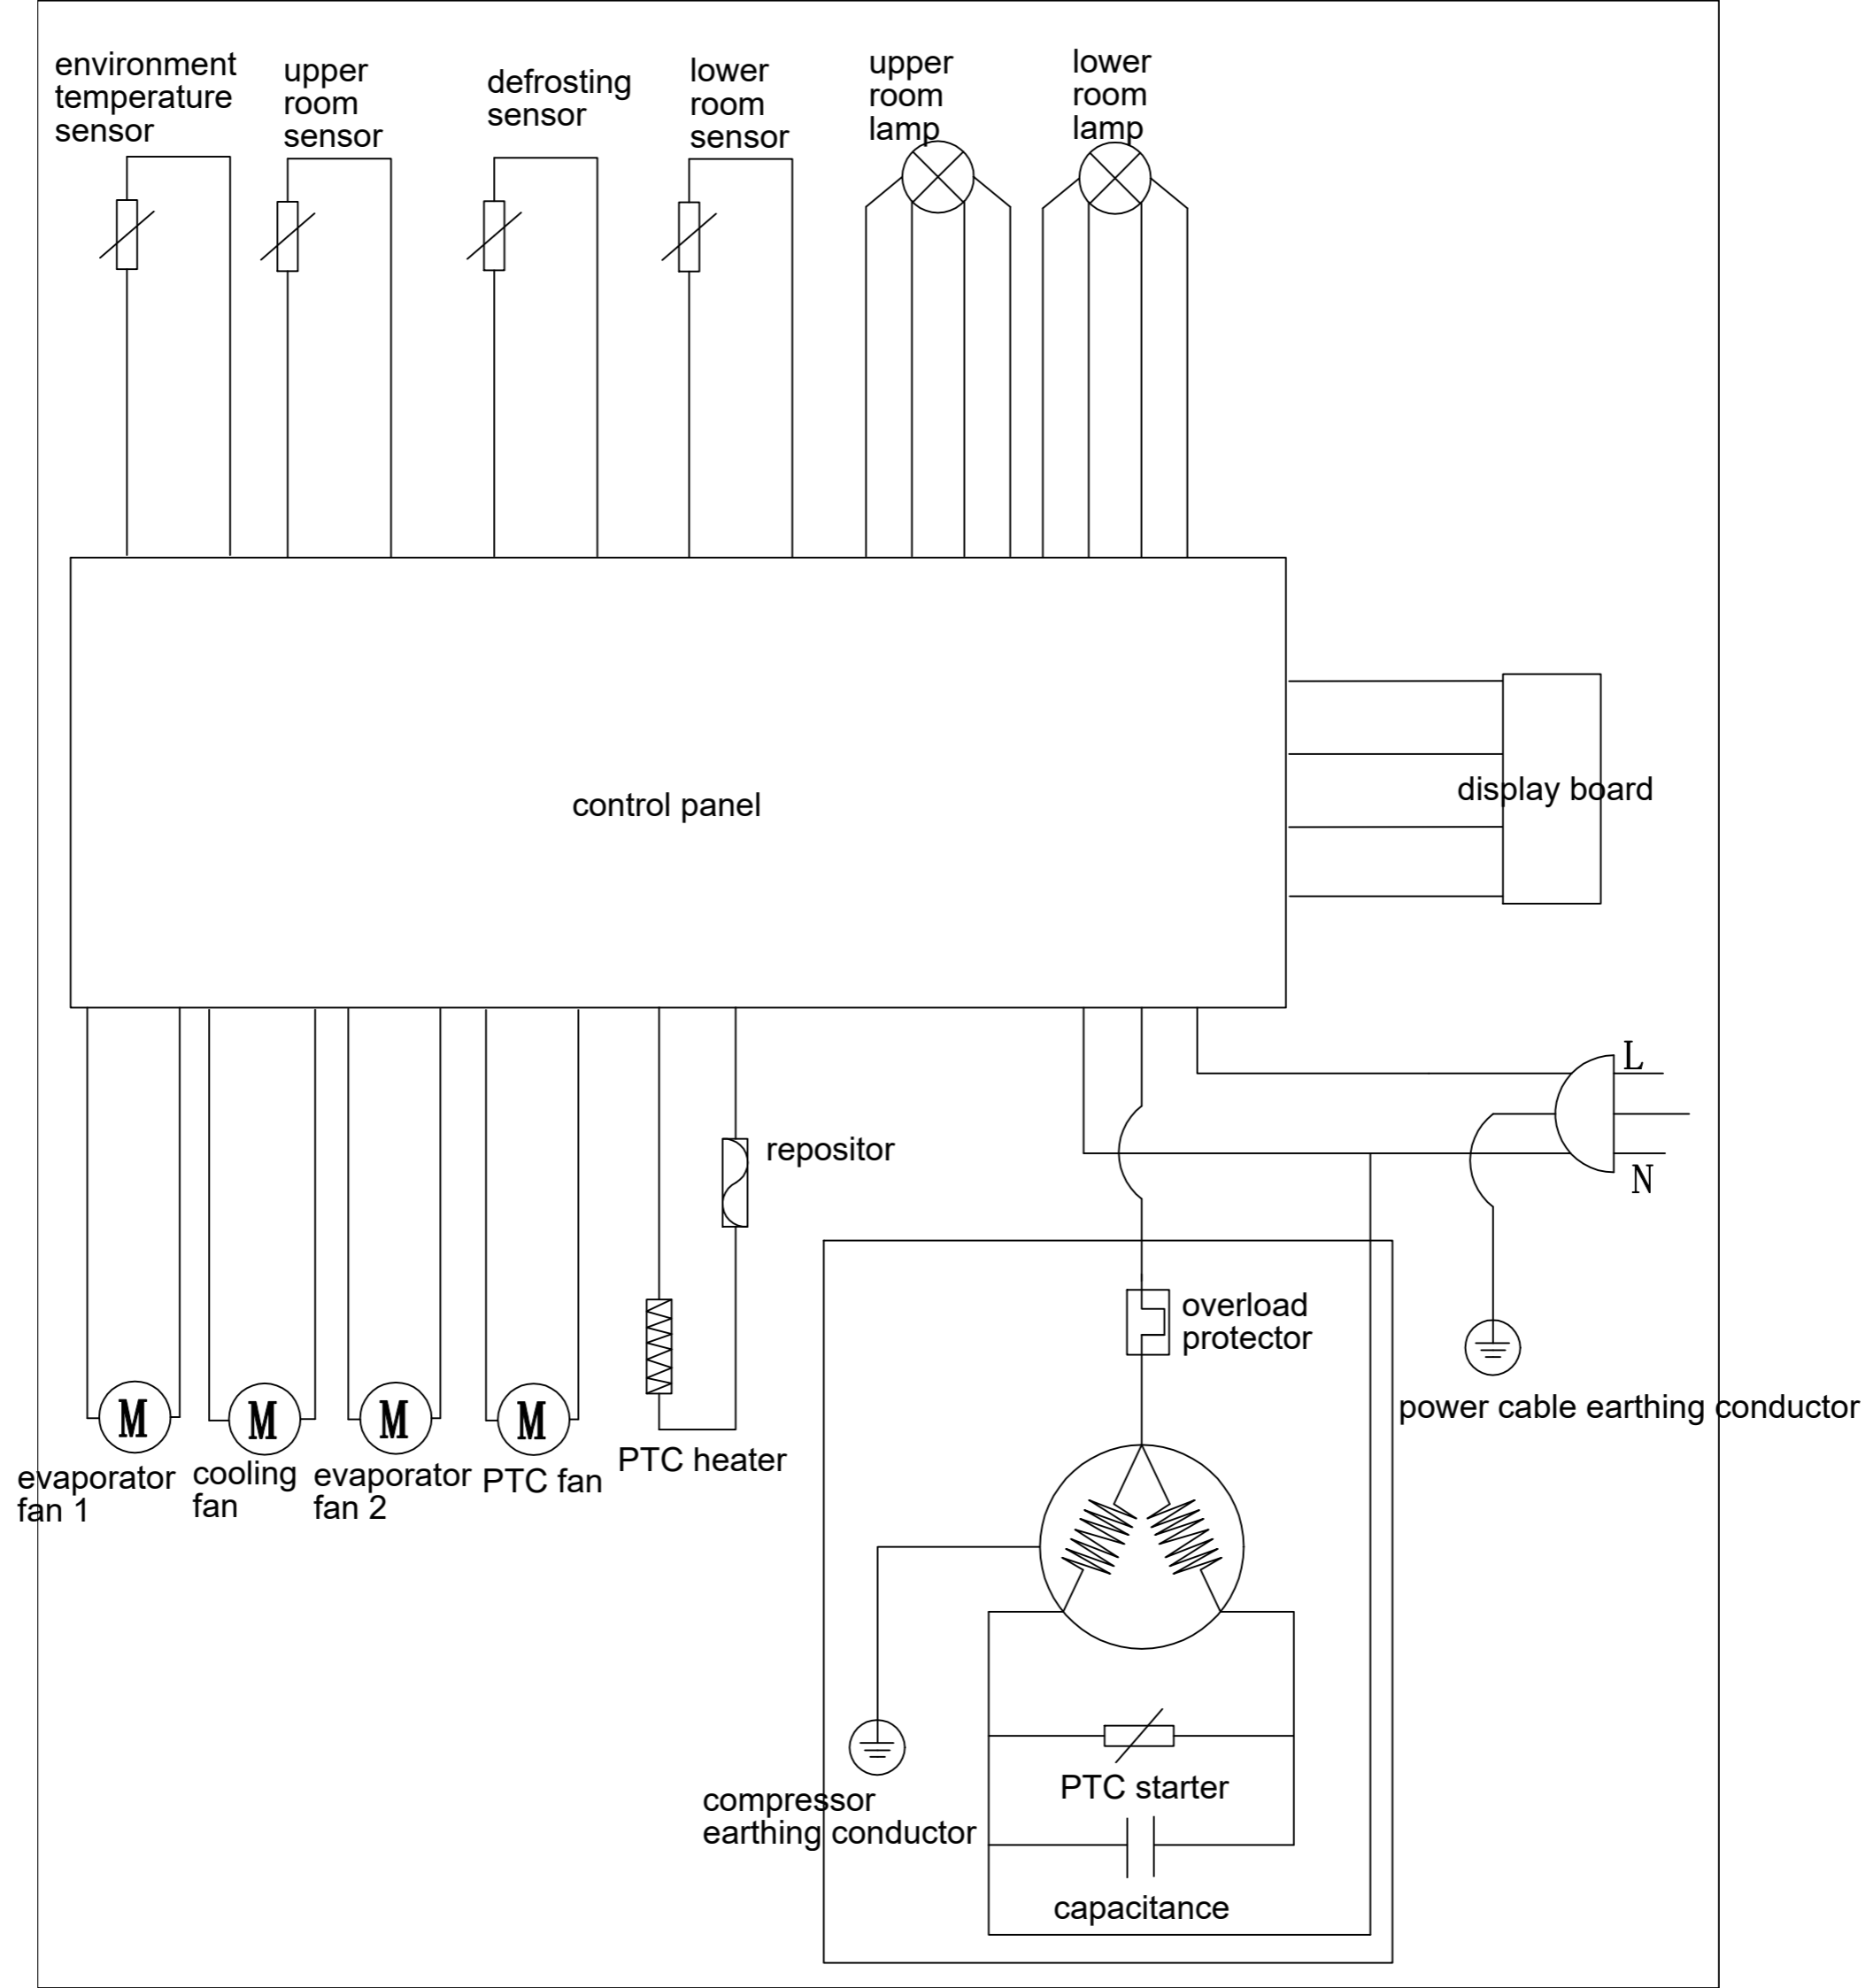 environment
temperature
sensor
upper
room
sensor
defrosting
sensor
lower
room
sensor
upper
room
lamp
lower
room
lamp
control panel
display board
L
N
repositor
overload
protector
power cable earthing conductor
M
M
M
M
evaporator
fan 1
cooling
fan
evaporator
fan 2
PTC fan
PTC heater
compressor
earthing conductor
PTC starter
capacitance